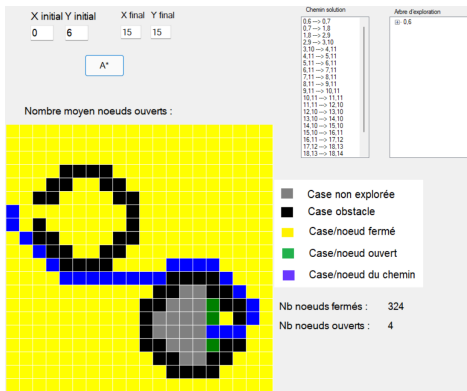 X initial Y initial
X final Y final
0 6
15 15
A*
Nombre moyen noeuds ouverts :
Chemin solution
0,6 --> 0,7
0,7 --> 1,8
1,8 --> 2,9
2,9 --> 3,10
3,10 --> 4,11
4,11 --> 5,11
5,11 --> 6,11
6,11 --> 7,11
7,11 --> 8,11
8,11 --> 9,11
9,11 --> 10,11
10,11 --> 11,11
11,11 --> 12,10
12,10 --> 13,10
13,10 --> 14,10
14,10 --> 15,10
15,10 --> 16,11
16,11 --> 17,12
17,12 --> 18,13
18,13 --> 18,14
Arbre d'exploration
0,6
Case non explorée
Case obstacle
Case/noeud fermé
Case/noeud ouvert
Case/noeud du chemin
Nb noeuds fermés : 324
Nb noeuds ouverts : 4